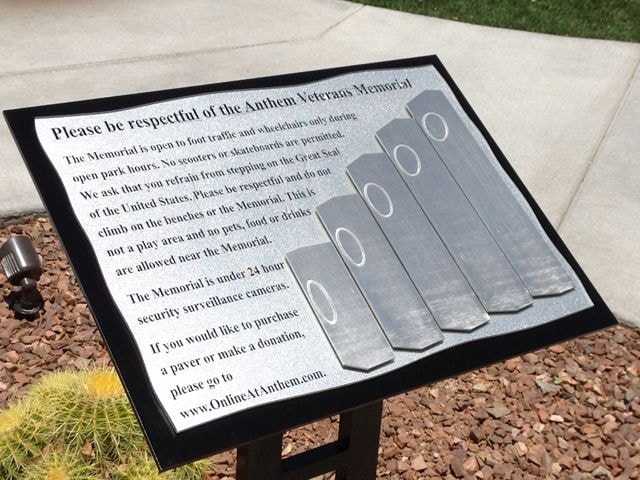 Please be respectful of the Anthem Veterans Memorial
The Memorial is open to foot traffic and wheelchairs only during
open park hours. No scooters or skateboards are permitted.
We ask that you refrain from stepping on the Great Seal
of the United States. Please be respectful and do not
climb on the benches or the Memorial. This is
not a play area and no pets, food or drinks
are allowed near the Memorial.
The Memorial is under 24 hour
security surveillance cameras.
If you would like to purchase
a paver or make a donation,
please go to
www.OnlineAtAnthem.com.